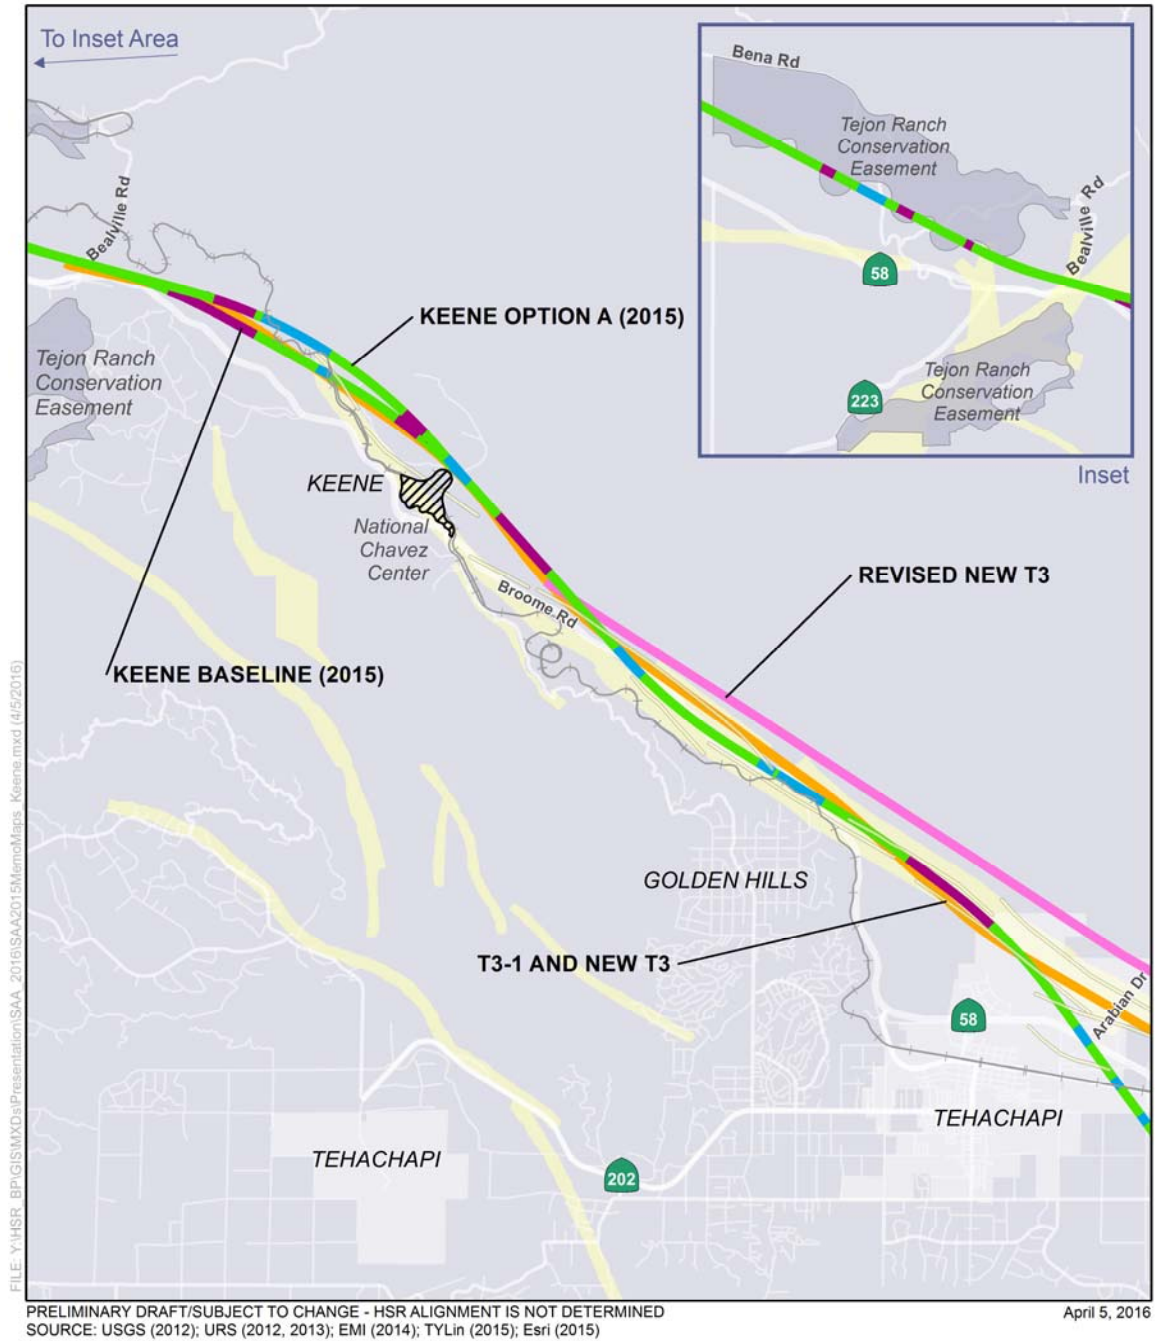 To Inset Area
Bena Rd
Tejon Ranch
Conservation
Easement
Bealville Rd
58
223
Tejon Ranch
Conservation
Easement
Inset
Bealville Rd
KEENE OPTION A (2015)
Tejon Ranch
Conservation
Easement
KEENE
National
Chavez
Center
Broome Rd
REVISED NEW T3
KEENE BASELINE (2015)
GOLDEN HILLS
T3-1 AND NEW T3
Arabian Dr
58
TEHACHAPI
TEHACHAPI
202
FILE: Y:\HSR_BP\GIS\MXDs\Presentation\SAA_2016\SAA2015MemoMaps_Keene.mxd (4/5/2016)
PRELIMINARY DRAFT/SUBJECT TO CHANGE - HSR ALIGNMENT IS NOT DETERMINED
April 5, 2016
SOURCE: USGS (2012); URS (2012, 2013); EMI (2014); TYLin (2015); Esri (2015)